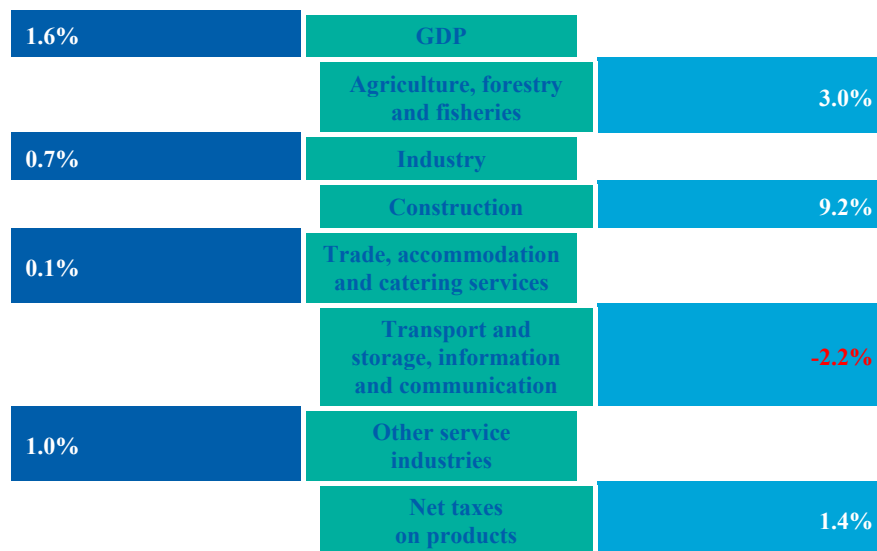 1.6%
GDP
Agriculture, forestry
and fisheries
3.0%
0.7%
Industry
Construction
9.2%
0.1%
Trade, accommodation
and catering services
Transport and
storage, information
and communication
-2.2%
1.0%
Other service
industries
Net taxes
on products
1.4%